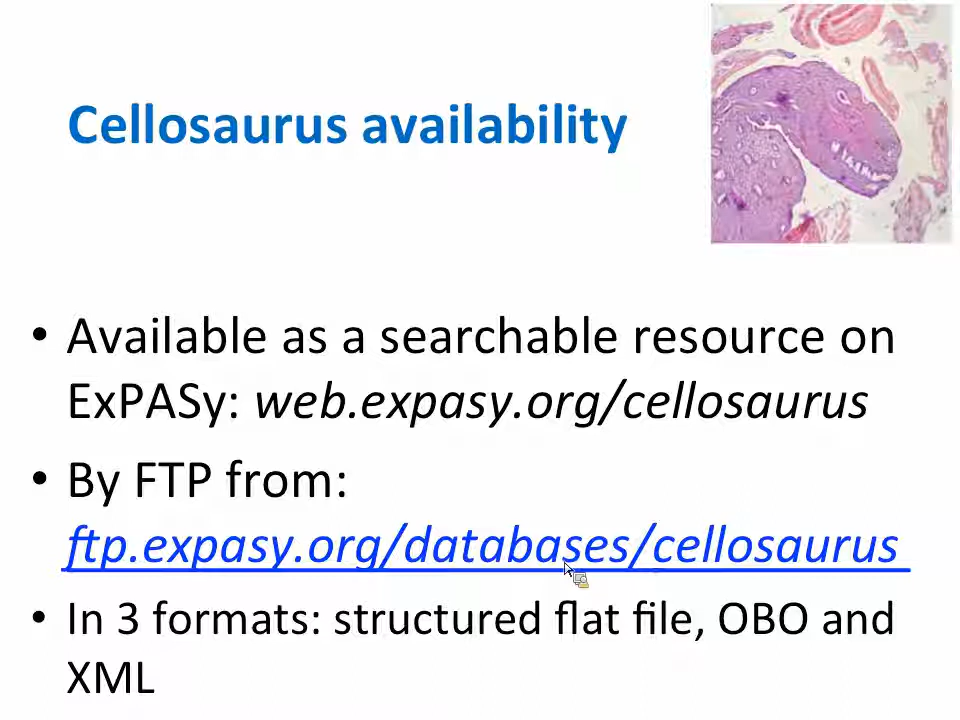 Cellosaurus availability
• Available as a searchable resource on
ExPASy: web.expasy.org/cellosaurus
• By FTP from:
ftp.expasy.org/databases/cellosaurus
• In 3 formats: structured flat file, OBO and
XML